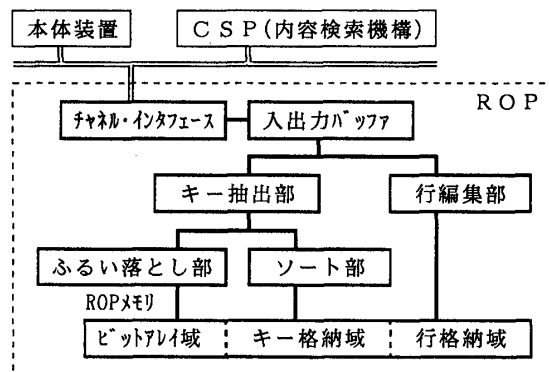 本体装置
CSP(内容検索機構)
ROP
チャネル・インタフェース
入出力バッファ
キー抽出部
行編集部
ふるい落とし部
ソート部
ROPメモリ
ビットアレイ域
キー格納域
行格納域